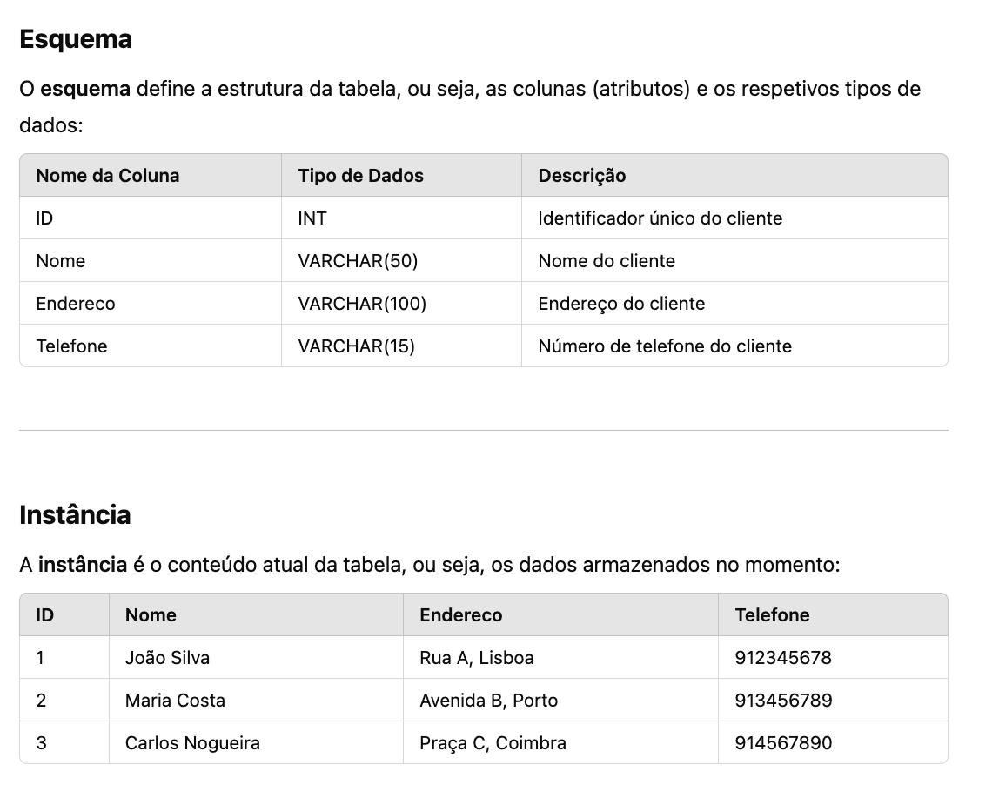 Esquema
O esquema define a estrutura da tabela, ou seja, as colunas (atributos) e os respetivos tipos de
dados:
Nome da Coluna Tipo de Dados Descrição
ID INT Identificador único do cliente
Nome VARCHAR(50) Nome do cliente
Endereco VARCHAR(100) Endereço do cliente
Telefone VARCHAR(15) Número de telefone do cliente
Instância
A instância é o conteúdo atual da tabela, ou seja, os dados armazenados no momento:
ID Nome Endereco Telefone
1 João Silva Rua A, Lisboa 912345678
2 Maria Costa Avenida B, Porto 913456789
3 Carlos Nogueira Praça C, Coimbra 914567890